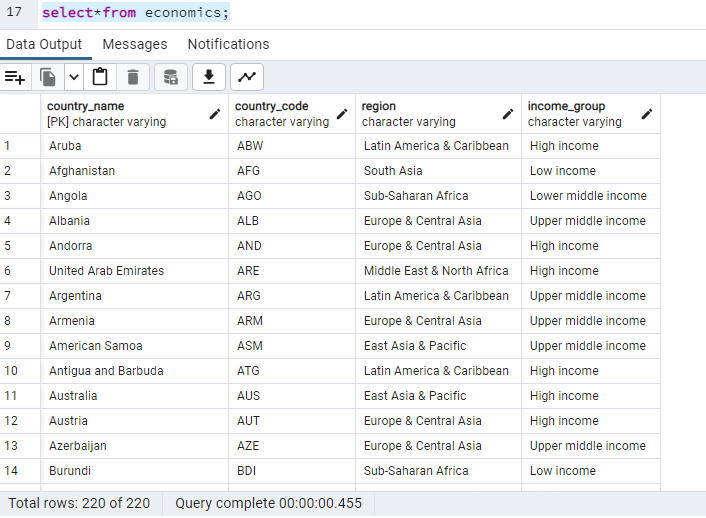 17 select*from economics;
Data Output Messages Notifications
country_name country_code region income_group
[PK] character varying character varying character varying character varying
1 Aruba ABW Latin America & Caribbean High income
2 Afghanistan AFG South Asia Low income
3 Angola AGO Sub-Saharan Africa Lower middle income
4 Albania ALB Europe & Central Asia Upper middle income
5 Andorra AND Europe & Central Asia High income
6 United Arab Emirates ARE Middle East & North Africa High income
7 Argentina ARG Latin America & Caribbean Upper middle income
8 Armenia ARM Europe & Central Asia Upper middle income
9 American Samoa ASM East Asia & Pacific Upper middle income
10 Antigua and Barbuda ATG Latin America & Caribbean High income
11 Australia AUS East Asia & Pacific High income
12 Austria AUT Europe & Central Asia High income
13 Azerbaijan AZE Europe & Central Asia Upper middle income
14 Burundi BDI Sub-Saharan Africa Low income
Total rows: 220 of 220 Query complete 00:00:00.455